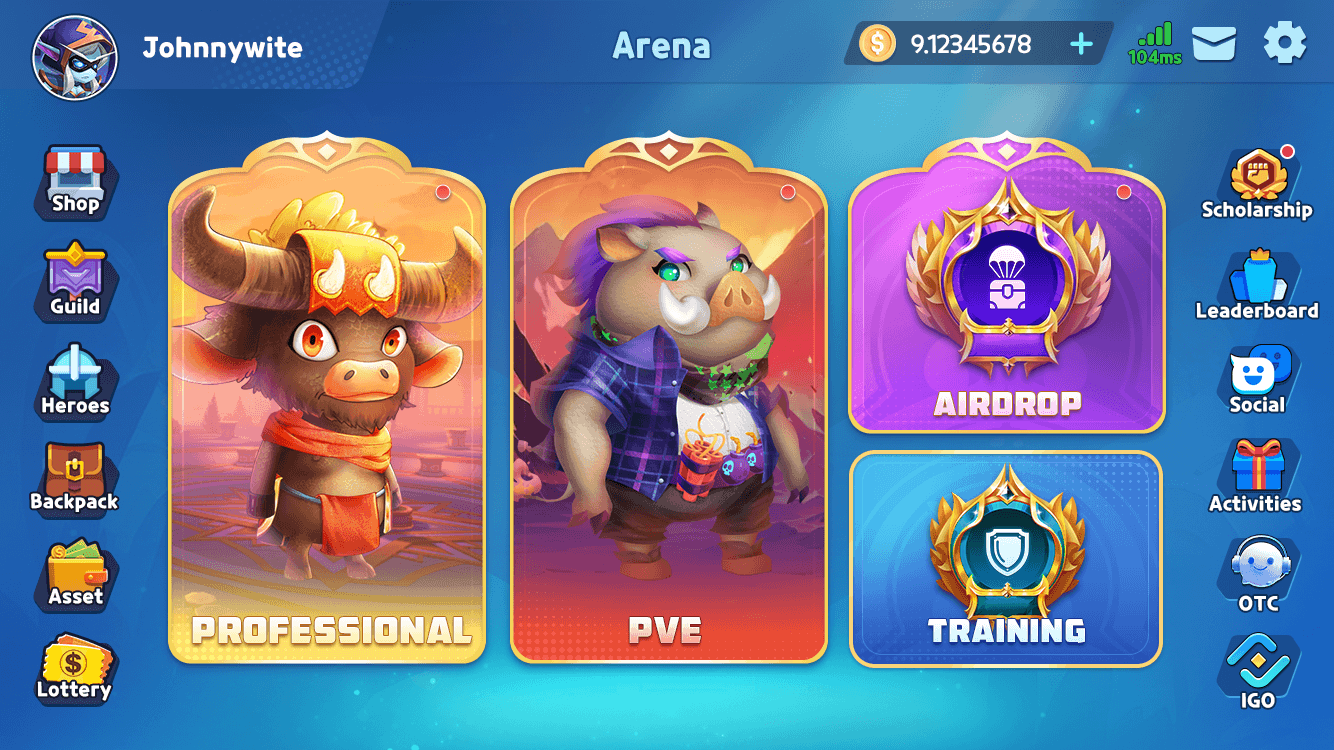 Johnnywite
Arena
$
9.12345678
+
104ms
Shop
Guild
Heroes
Backpack
$
Asset
$
Lottery
PROFESSIONAL
PVE
AIRDROP
TRAINING
Scholarship
Leaderboard
Social
Activities
OTC
IGO